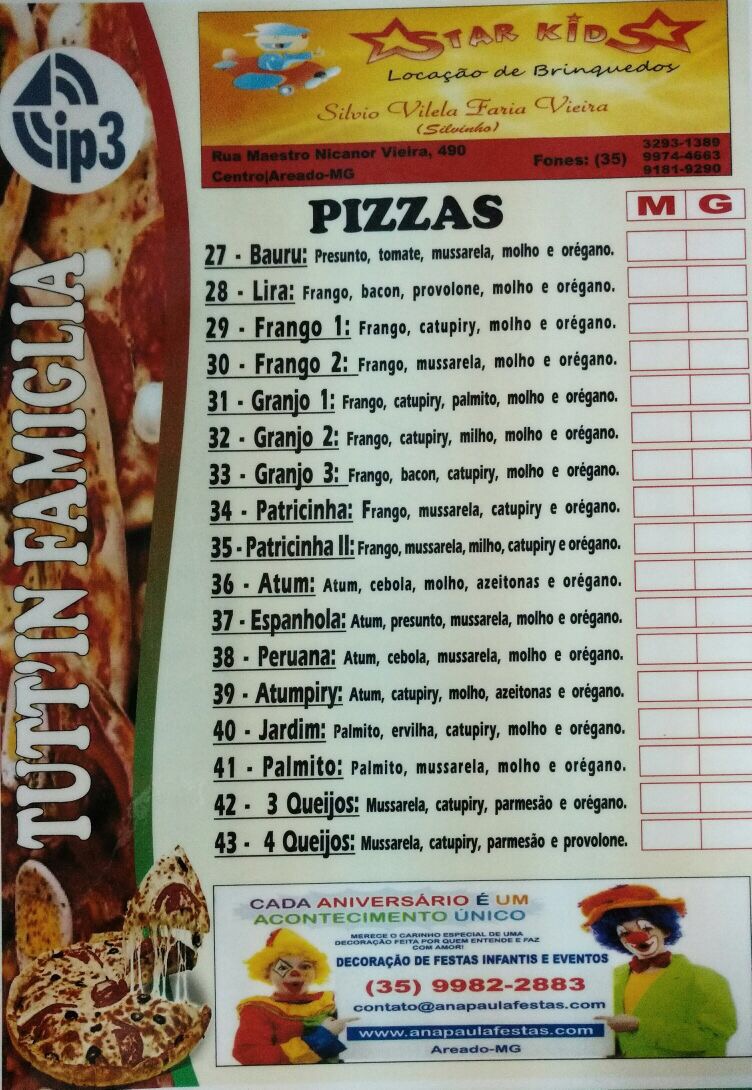 STAR KIDS
Locação de Brinquedos
Silvio Vilela Faria Vieira
(Silvinho)
Rua Maestro Nicanor Vieira, 490
Centro|Areado-MG
Fones: (35)
3293-1389
9974-4663
9181-9290
ip3
TUTT'IN FAMIGLIA
PIZZAS
M G
27 - Bauru: Presunto, tomate, mussarela, molho e orégano.
28 - Lira: Frango, bacon, provolone, molho e orégano.
29 - Frango 1: Frango, catupiry, molho e orégano.
30 - Frango 2: Frango, mussarela, molho e orégano.
31 - Granjo 1: Frango, catupiry, palmito, molho e orégano.
32 - Granjo 2: Frango, catupiry, milho, molho e orégano.
33 - Granjo 3: Frango, bacon, catupiry, molho e orégano.
34 - Patricinha: Frango, mussarela, catupiry e orégano.
35 - Patricinha II: Frango, mussarela, milho, catupiry e orégano.
36 - Atum: Atum, cebola, molho, azeitonas e orégano.
37 - Espanhola: Atum, presunto, mussarela, molho e orégano.
38 - Peruana: Atum, cebola, mussarela, molho e orégano.
39 - Atumpiry: Atum, catupiry, molho, azeitonas e orégano.
40 - Jardim: Palmito, ervilha, catupiry, molho e orégano.
41 - Palmito: Palmito, mussarela, molho e orégano.
42 - 3 Queijos: Mussarela, catupiry, parmesão e orégano.
43 - 4 Queijos: Mussarela, catupiry, parmesão e provolone.
CADA ANIVERSÁRIO É UM
ACONTECIMENTO ÚNICO
MERECE O CARINHO ESPECIAL DE UMA
DECORAÇÃO FEITA POR QUEM ENTENDE E FAZ
COM AMOR!
DECORAÇÃO DE FESTAS INFANTIS E EVENTOS
(35) 9982-2883
contato@anapaulafestas.com
www.anapaulafestas.com
Areado-MG